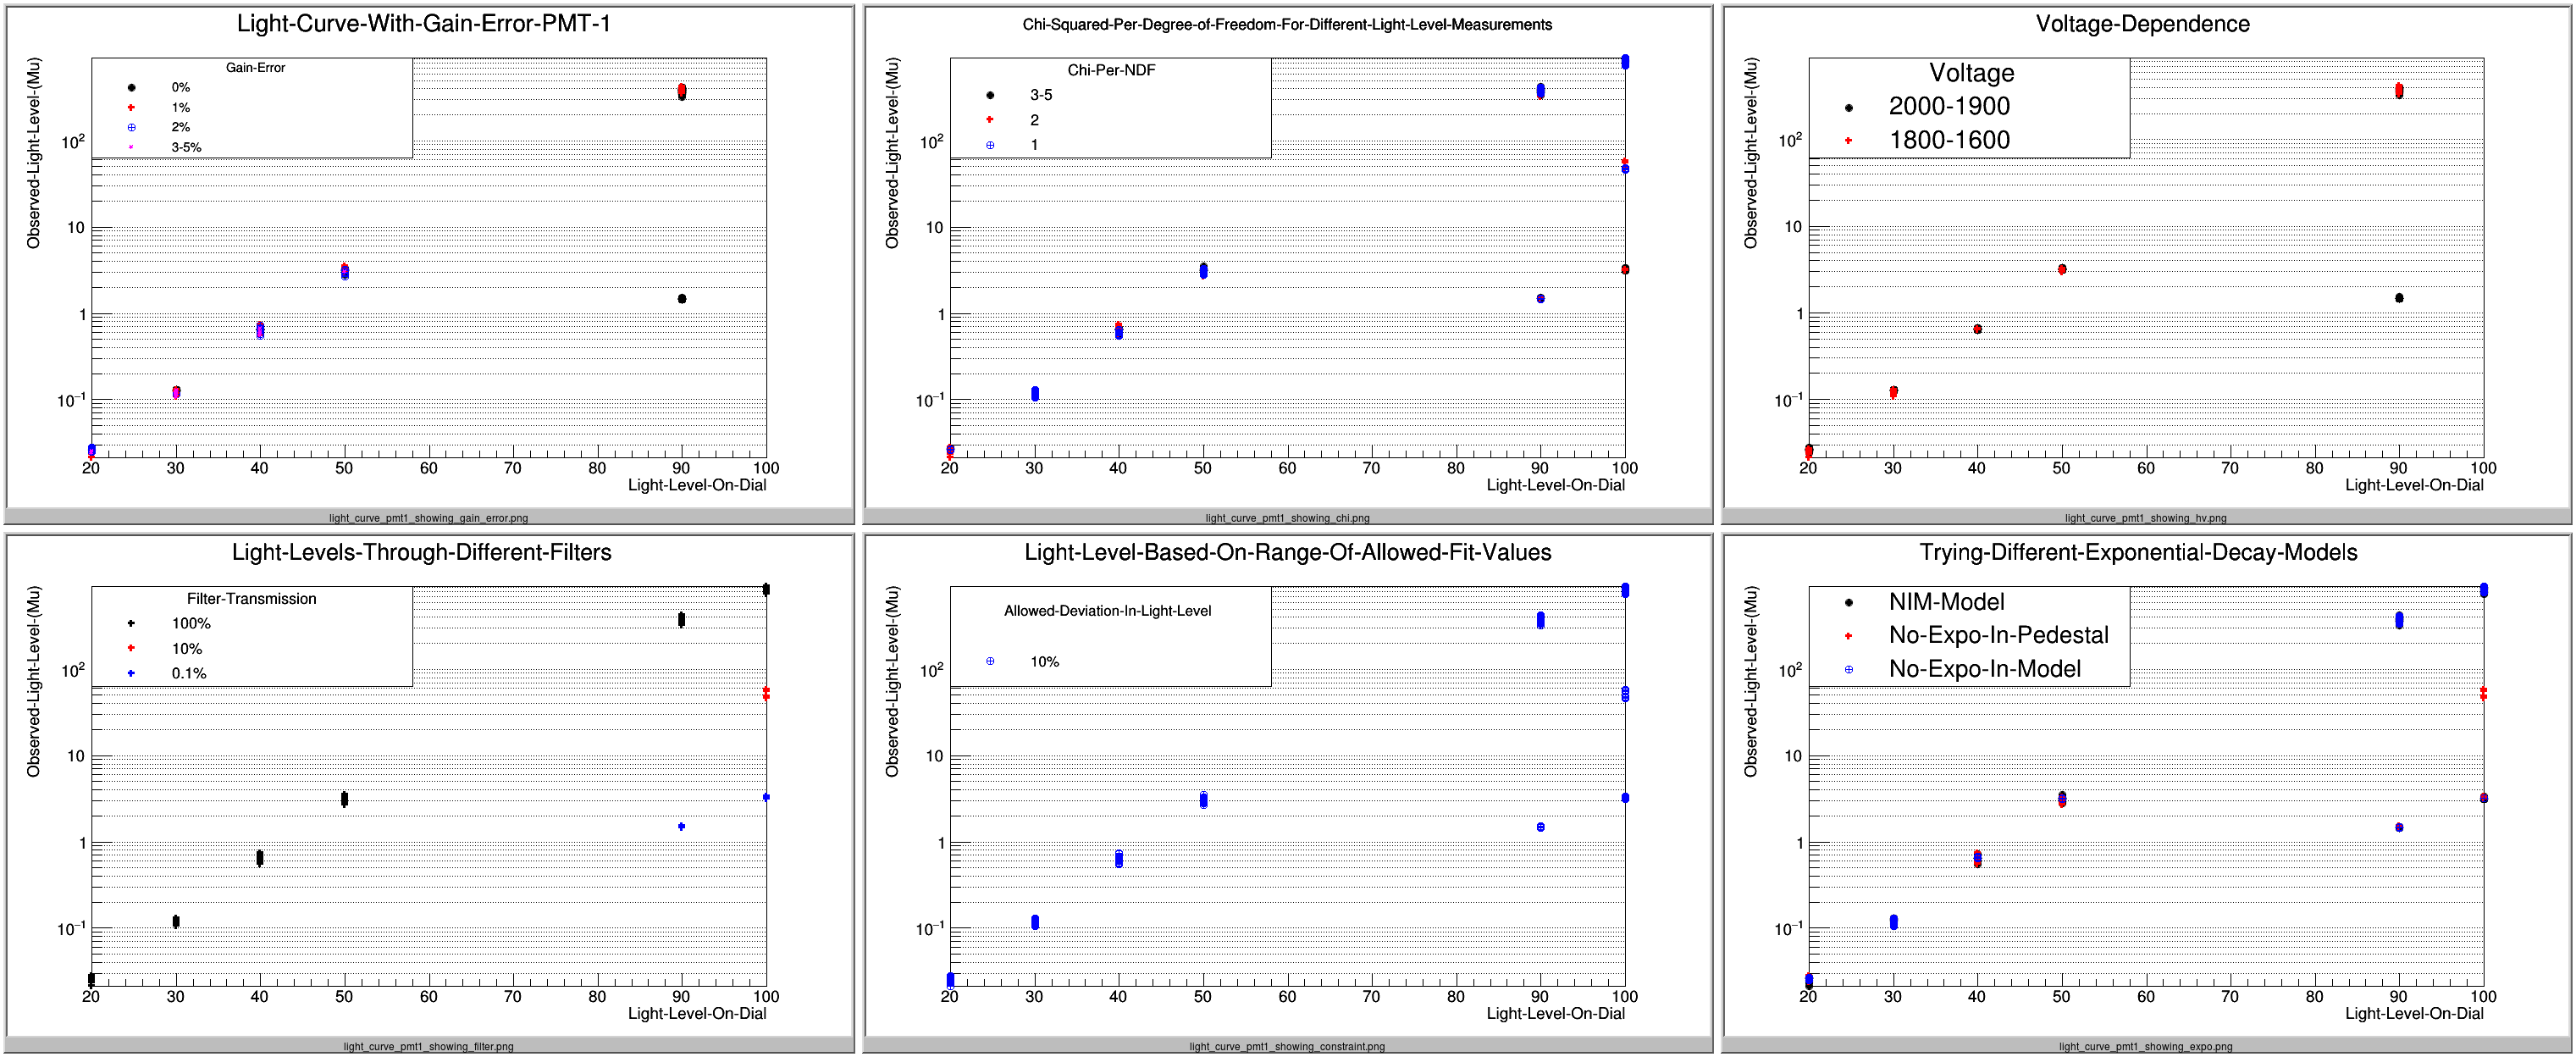 Light-Curve-With-Gain-Error-PMT-1
Observed-Light-Level-(Mu)
Gain-Error
0%
1%
2%
3-5%
10²
10
1
10⁻¹
20 30 40 50 60 70 80 90 100
Light-Level-On-Dial
light_curve_pmt1_showing_gain_error.png
Chi-Squared-Per-Degree-of-Freedom-For-Different-Light-Level-Measurements
Observed-Light-Level-(Mu)
Chi-Per-NDF
3-5
2
1
10²
10
1
10⁻¹
20 30 40 50 60 70 80 90 100
Light-Level-On-Dial
light_curve_pmt1_showing_chi.png
Voltage-Dependence
Observed-Light-Level-(Mu)
Voltage
2000-1900
1800-1600
10²
10
1
10⁻¹
20 30 40 50 60 70 80 90 100
Light-Level-On-Dial
light_curve_pmt1_showing_hv.png
Light-Levels-Through-Different-Filters
Observed-Light-Level-(Mu)
Filter-Transmission
100%
10%
0.1%
10²
10
1
10⁻¹
20 30 40 50 60 70 80 90 100
Light-Level-On-Dial
light_curve_pmt1_showing_filter.png
Light-Level-Based-On-Range-Of-Allowed-Fit-Values
Observed-Light-Level-(Mu)
Allowed-Deviation-In-Light-Level
10%
10²
10
1
10⁻¹
20 30 40 50 60 70 80 90 100
Light-Level-On-Dial
light_curve_pmt1_showing_constraint.png
Trying-Different-Exponential-Decay-Models
Observed-Light-Level-(Mu)
NIM-Model
No-Expo-In-Pedestal
No-Expo-In-Model
10²
10
1
10⁻¹
20 30 40 50 60 70 80 90 100
Light-Level-On-Dial
light_curve_pmt1_showing_expo.png